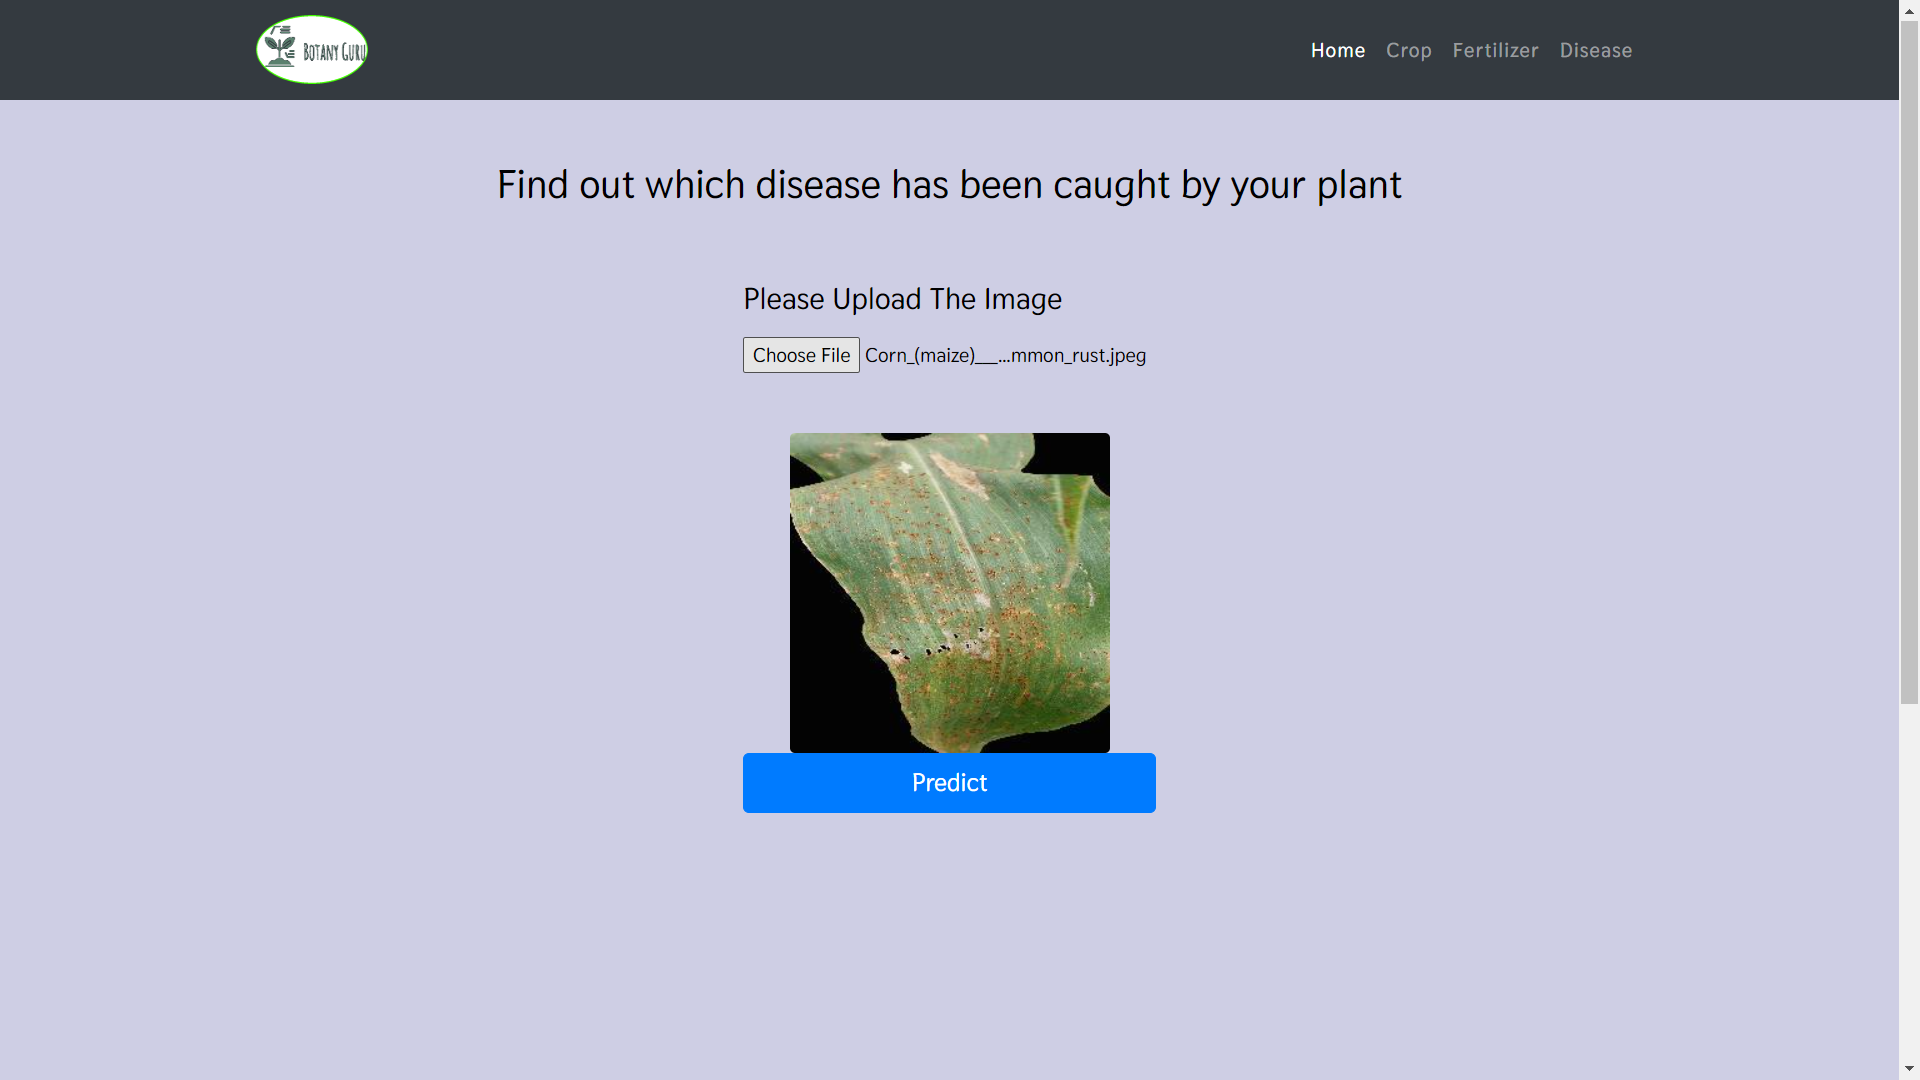 Botany Guru
Home Crop Fertilizer Disease
Find out which disease has been caught by your plant
Please Upload The Image
Choose File Corn_(maize)___...mmon_rust.jpeg
Predict